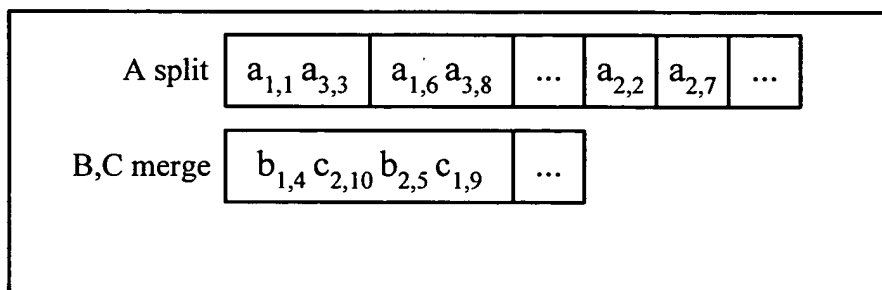 A split a₁,₁ a₃,₃ a₁,₆ a₃,₈ ... a₂,₂ a₂,₇ ...
B,C merge b₁,₄ c₂,₁₀ b₂,₅ c₁,₉ ...